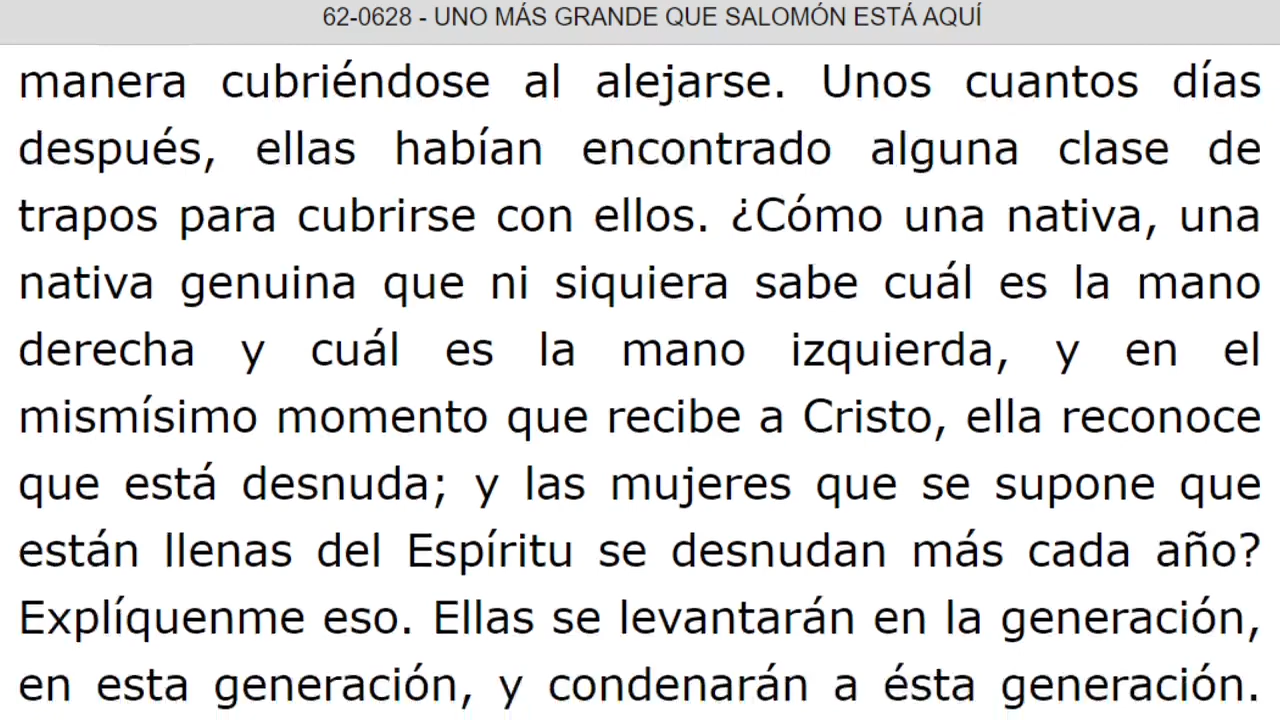 62-0628 - UNO MÁS GRANDE QUE SALOMÓN ESTÁ AQUÍ
manera cubriéndose al alejarse. Unos cuantos días
después, ellas habían encontrado alguna clase de
trapos para cubrirse con ellos. ¿Cómo una nativa, una
nativa genuina que ni siquiera sabe cuál es la mano
derecha y cuál es la mano izquierda, y en el
mismísimo momento que recibe a Cristo, ella reconoce
que está desnuda; y las mujeres que se supone que
están llenas del Espíritu se desnudan más cada año?
Explíquenme eso. Ellas se levantarán en la generación,
en esta generación, y condenarán a ésta generación.